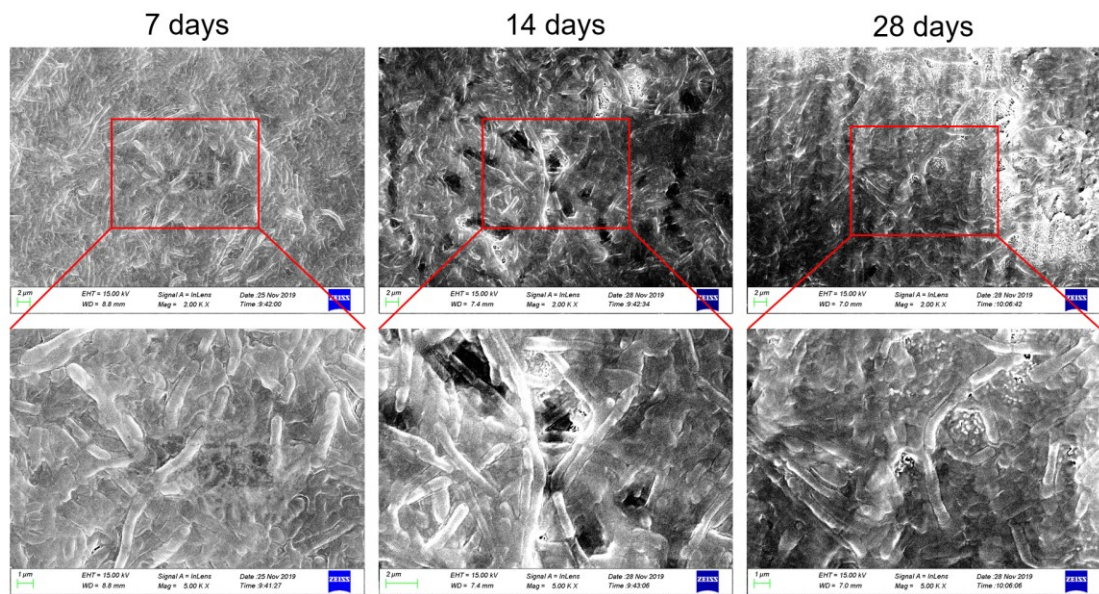 7 days
14 days
28 days
2 µm
EHT = 15.00 kV
WD = 8.8 mm
Signal A = InLens
Mag = 2.00 K X
Date :25 Nov 2019
Time :9:42:00
ZEISS
2 µm
EHT = 15.00 kV
WD = 7.4 mm
Signal A = InLens
Mag = 2.00 K X
Date :28 Nov 2019
Time :9:42:34
ZEISS
2 µm
EHT = 15.00 kV
WD = 7.0 mm
Signal A = InLens
Mag = 2.00 K X
Date :28 Nov 2019
Time :10:06:42
ZEISS
1 µm
EHT = 15.00 kV
WD = 8.8 mm
Signal A = InLens
Mag = 5.00 K X
Date :25 Nov 2019
Time :9:41:27
ZEISS
2 µm
EHT = 15.00 kV
WD = 7.4 mm
Signal A = InLens
Mag = 5.00 K X
Date :28 Nov 2019
Time :9:43:06
ZEISS
1 µm
EHT = 15.00 kV
WD = 7.0 mm
Signal A = InLens
Mag = 5.00 K X
Date :28 Nov 2019
Time :10:06:06
ZEISS